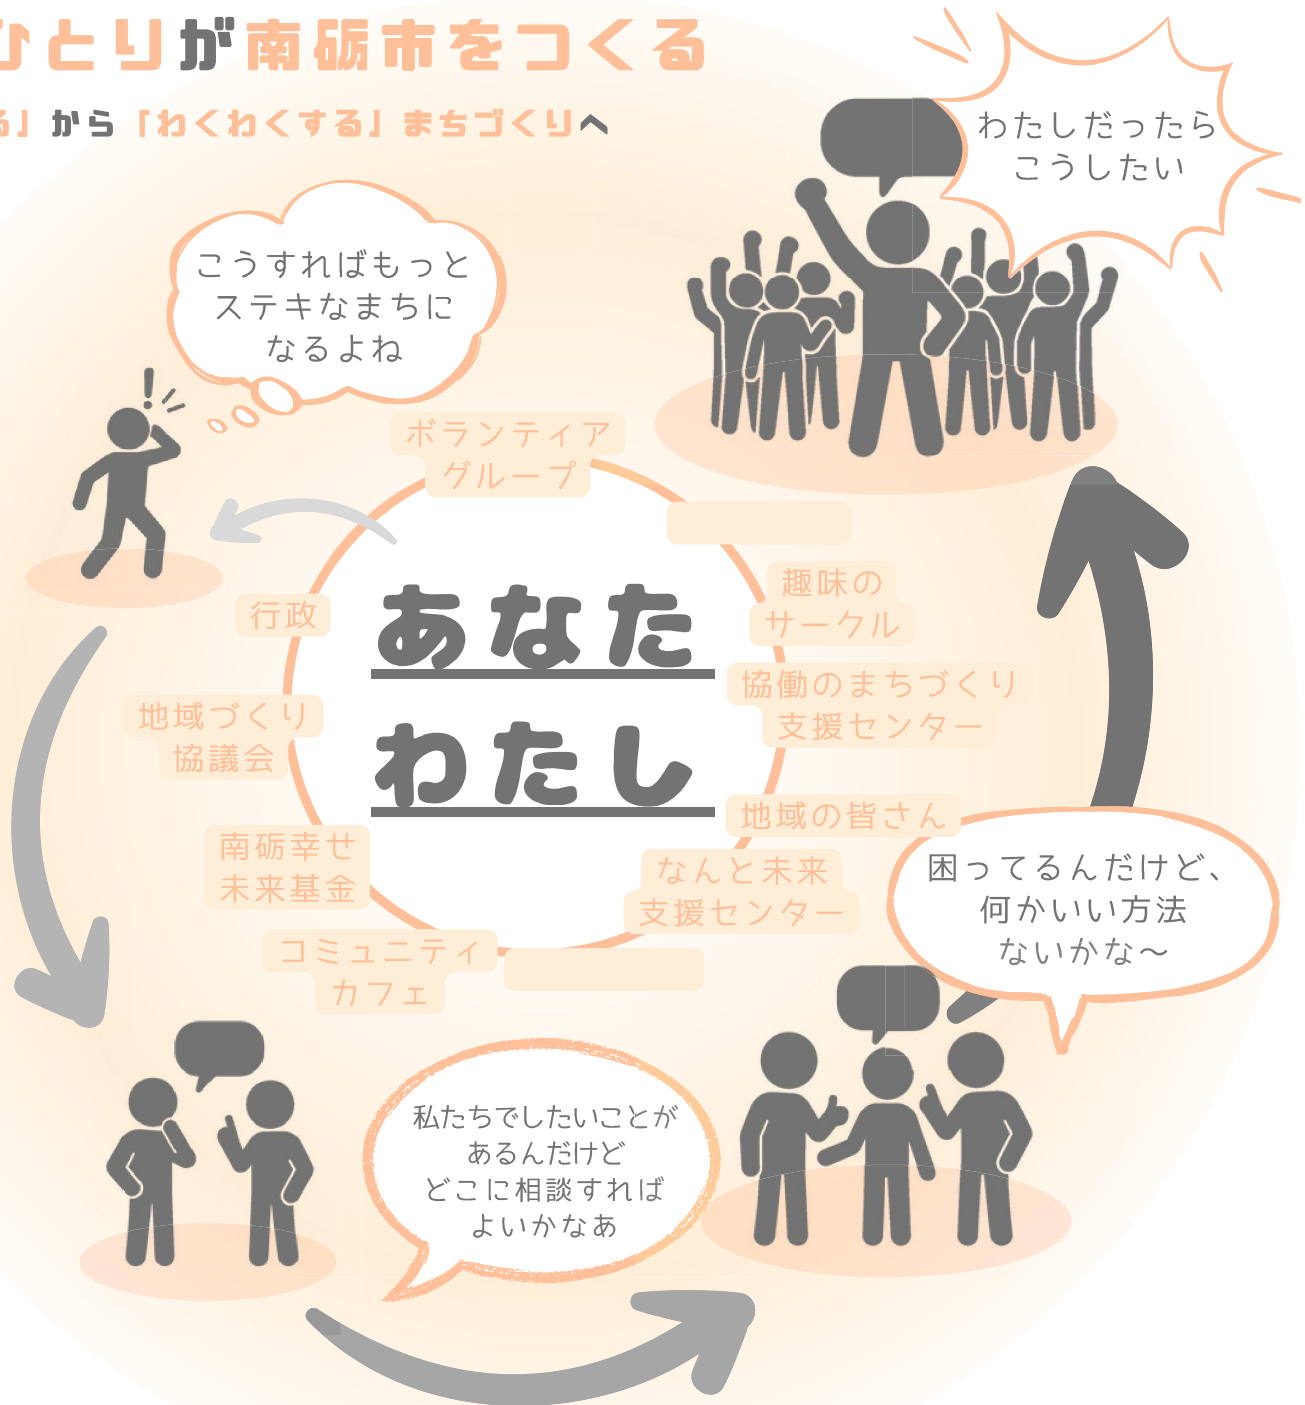 ひとりが南砺市をつくる
る」から「わくわくする」まちづくりへ
わたしだったら
こうしたい
こうすればもっと
ステキなまちに
なるよね
ボランティア
グループ
趣味の
サークル
行政
あなた
わたし
協働のまちづくり
支援センター
地域づくり
協議会
地域の皆さん
南砺幸せ
未来基金
なんと未来
支援センター
コミュニティ
カフェ
困ってるんだけど、
何かいい方法
ないかな〜
私たちでしたいことが
あるんだけど
どこに相談すれば
よいかなあ